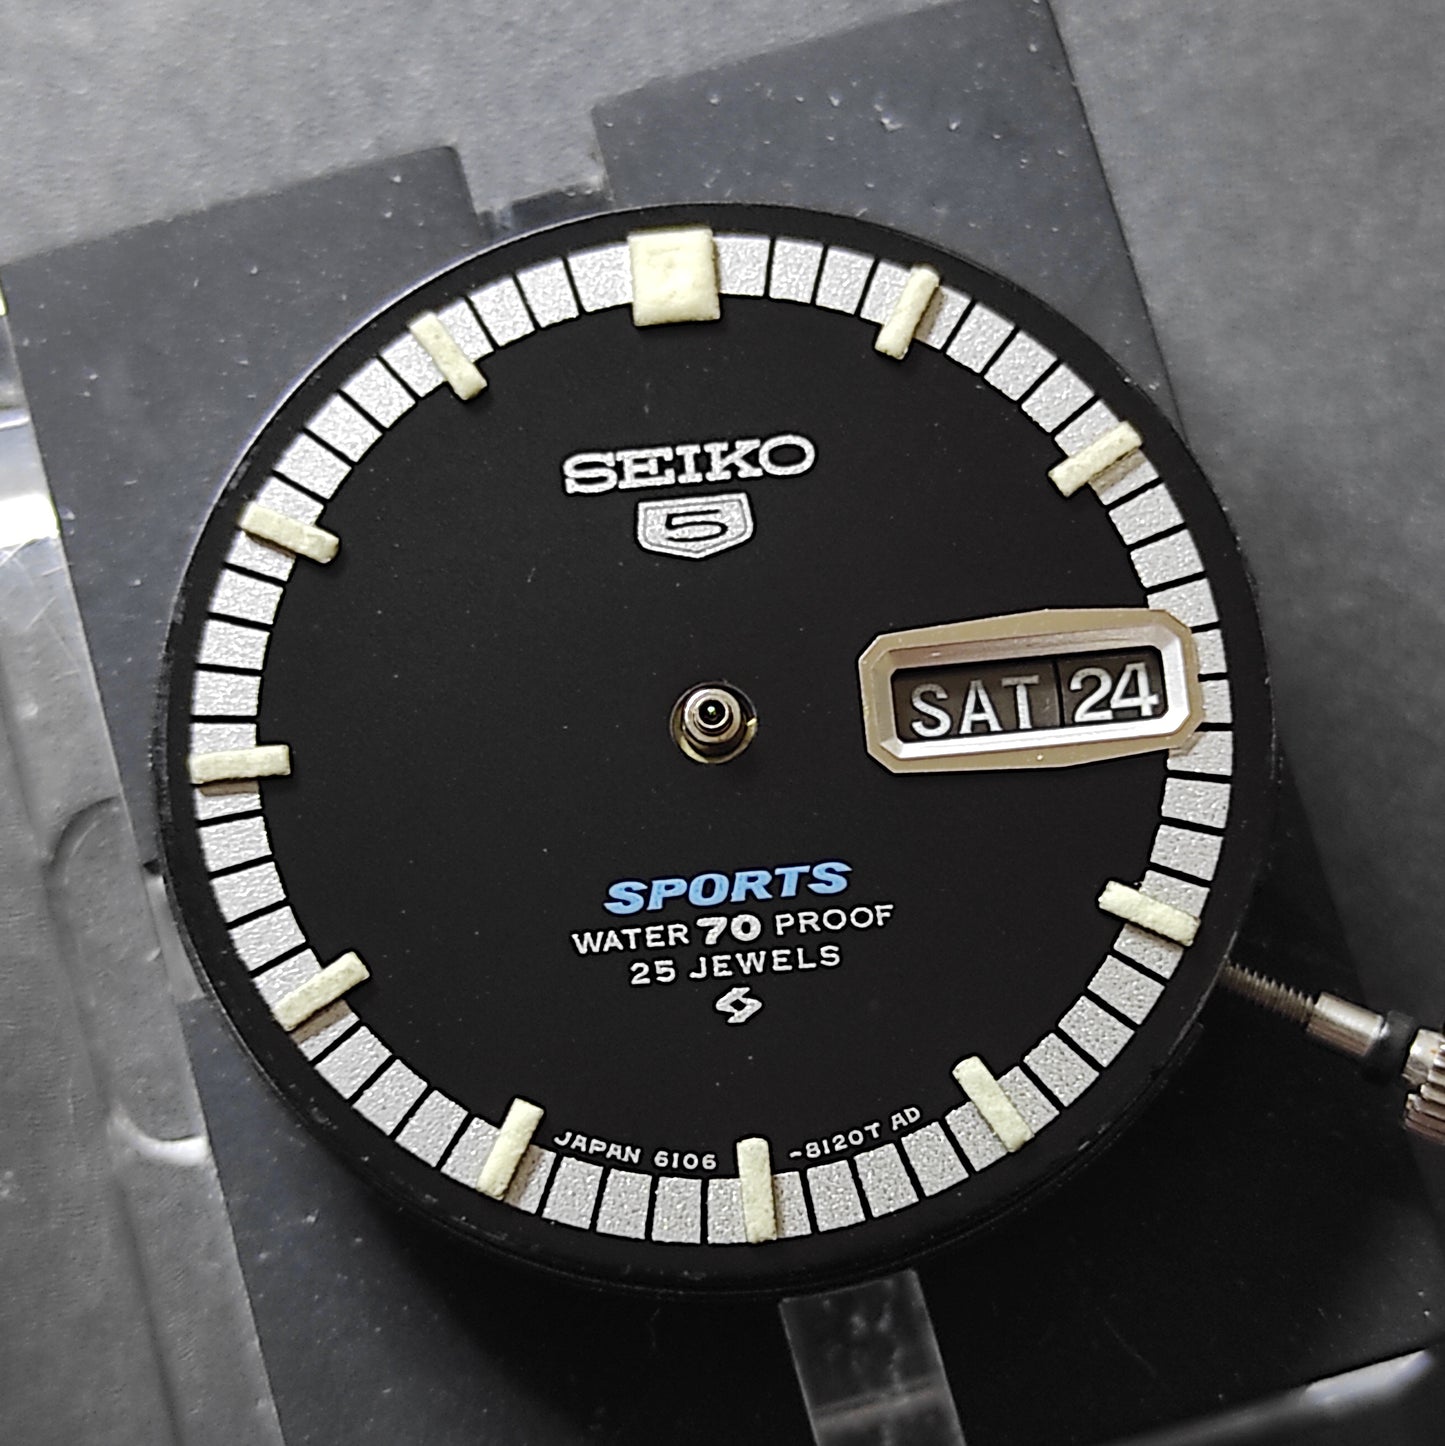 SEIKO
5
SAT 24
SPORTS
WATER 70 PROOF
25 JEWELS
JAPAN 6106 -8120T AD